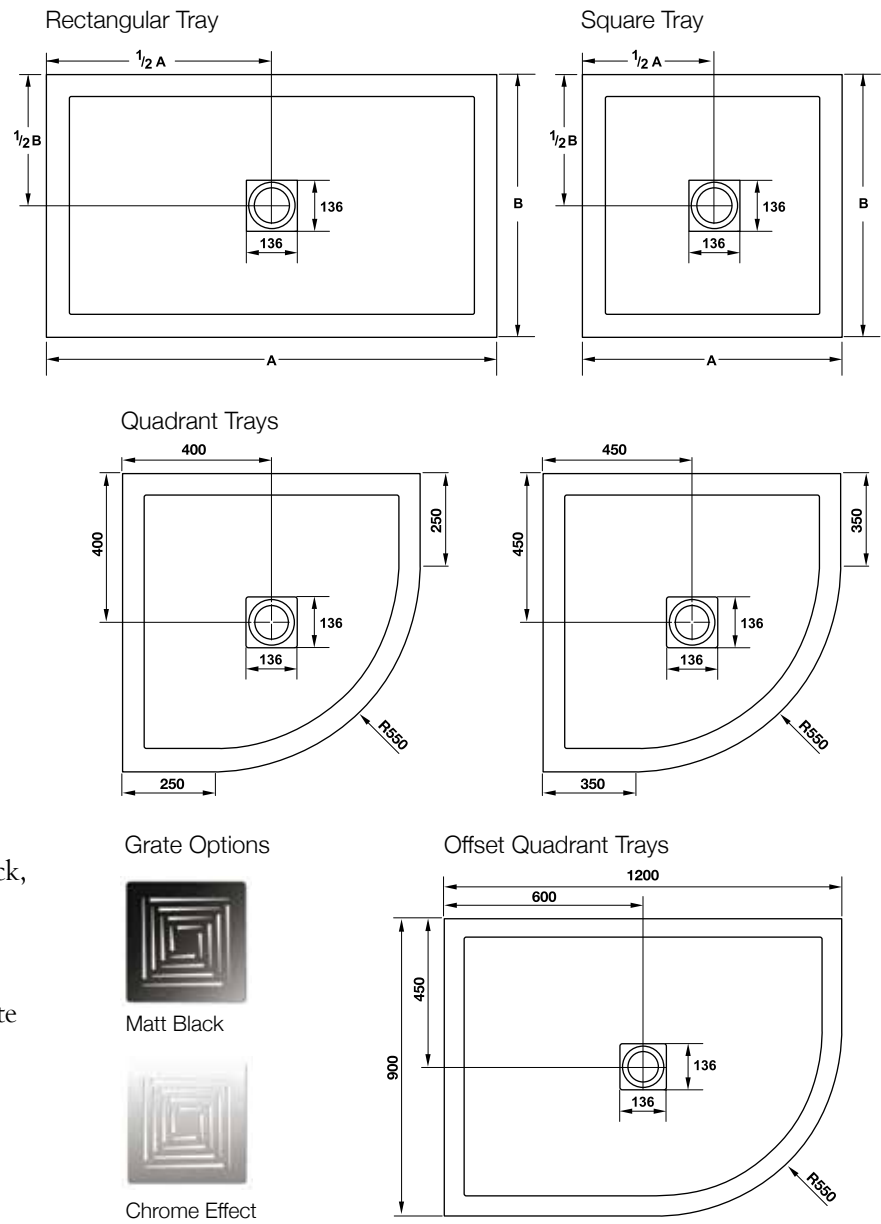 Rectangular Tray
1/2 A
1/2 B
136
136
B
A
Square Tray
1/2 A
1/2 B
136
136
B
A
Quadrant Trays
400
400
250
136
136
R550
250
450
450
350
136
136
R550
350
ck,
te
Grate Options
Matt Black
Chrome Effect
Offset Quadrant Trays
1200
600
450
900
136
136
R550